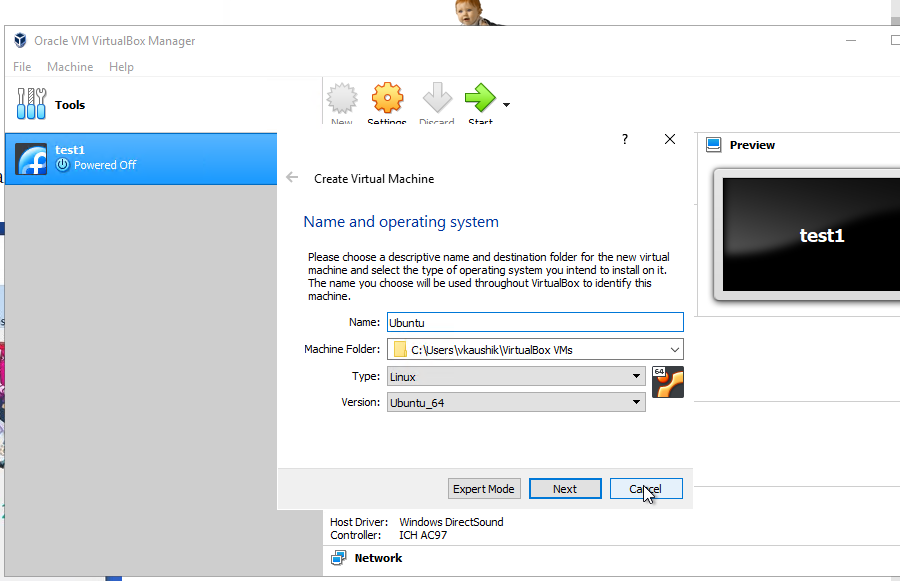 Oracle VM VirtualBox Manager
File Machine Help
Tools
New Settings Discard Start
test1
Powered Off
? 
Create Virtual Machine
Name and operating system
Please choose a descriptive name and destination folder for the new virtual
machine and select the type of operating system you intend to install on it.
The name you choose will be used throughout VirtualBox to identify this
machine.
Name: Ubuntu
Machine Folder: C:\Users\vkaushik\VirtualBox VMs
Type: Linux
64
Version: Ubuntu_64
Expert Mode Next Cancel
Preview
test1
Host Driver: Windows DirectSound
Controller: ICH AC97
Network